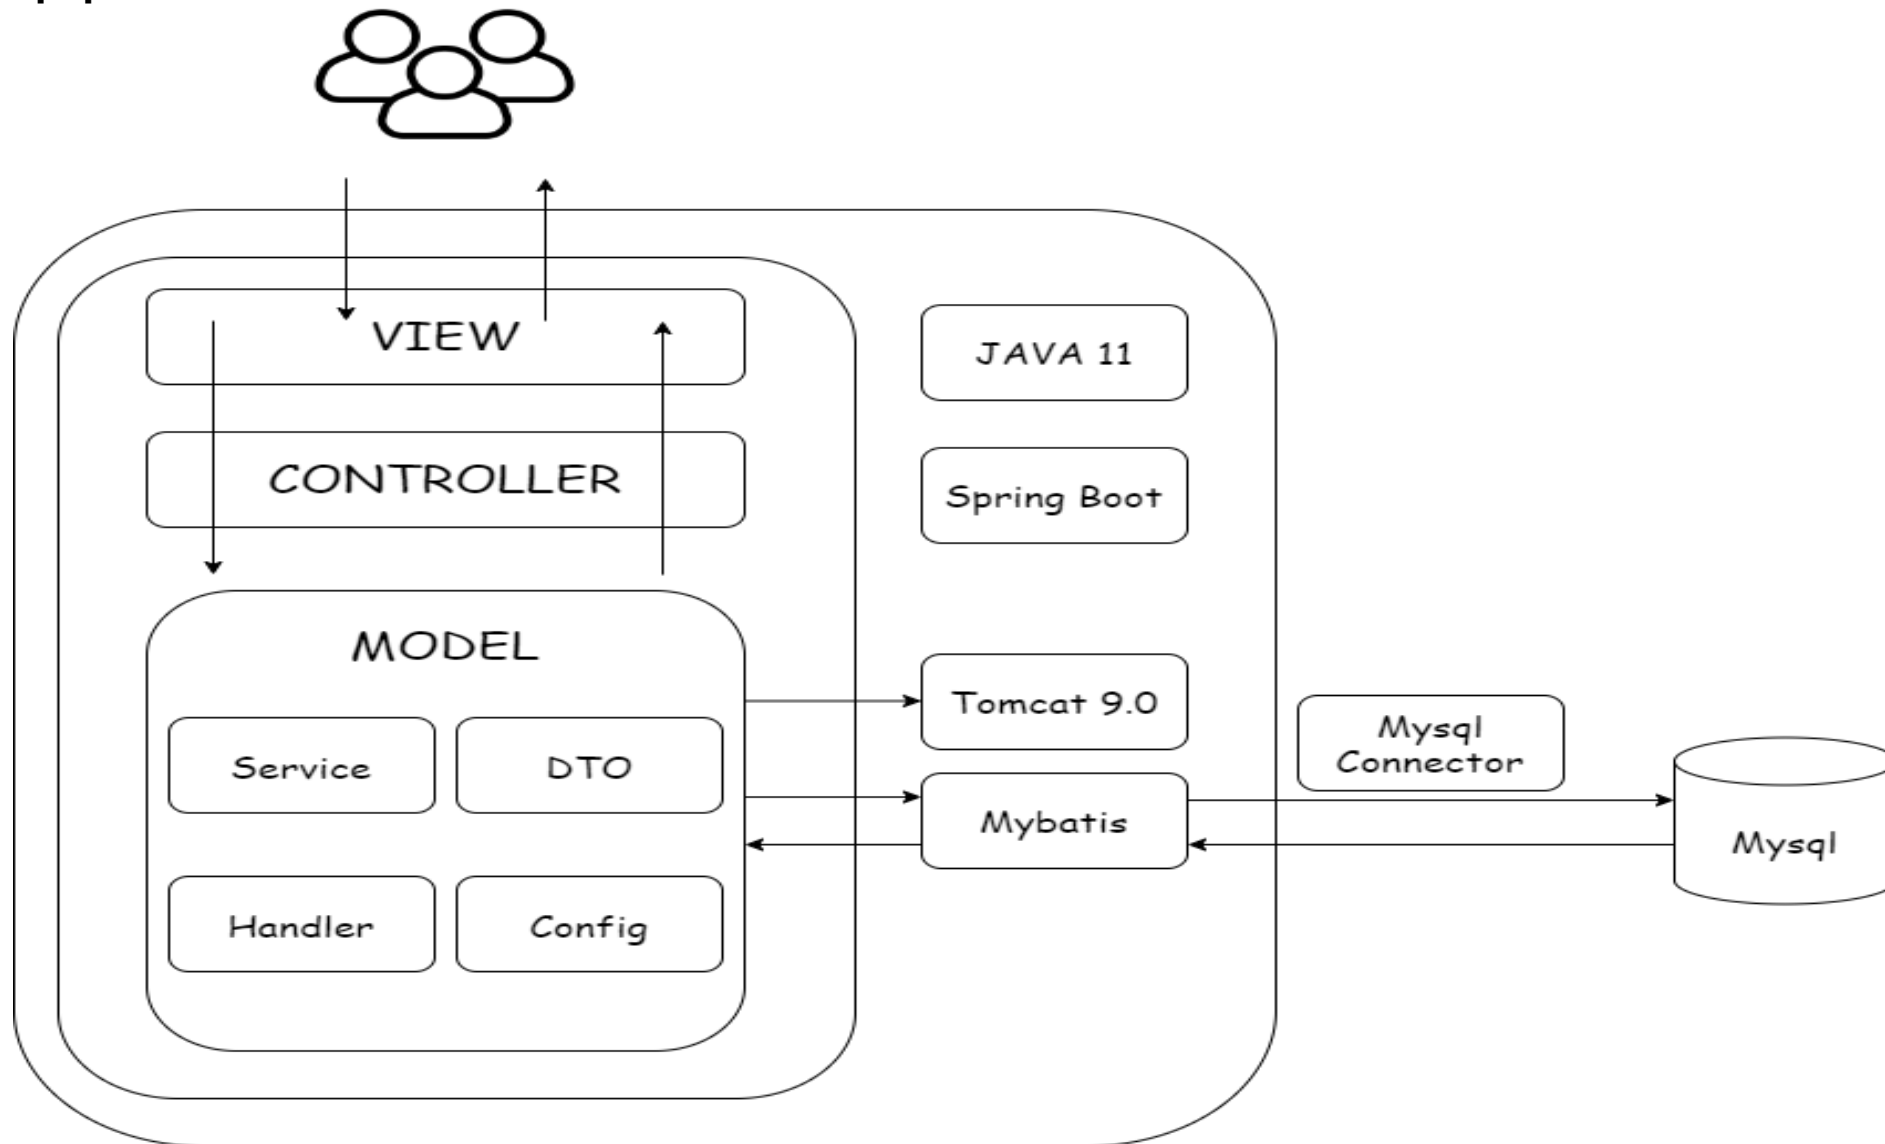 VIEW
CONTROLLER
MODEL
Service
DTO
Handler
Config
JAVA 11
Spring Boot
Tomcat 9.0
Mybatis
Mysql
Connector
Mysql